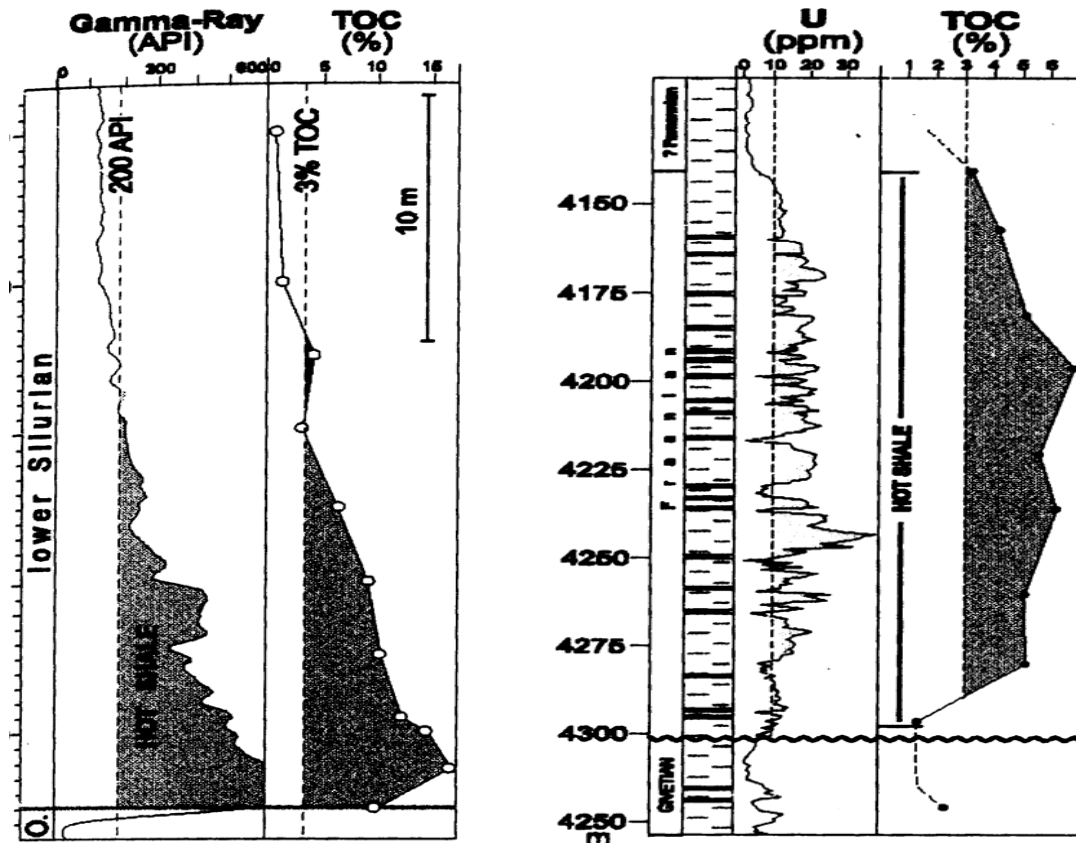 Gamma-Ray
(API)
TOC
(%)
0 300 600
0 5 10 15
200 API
3% TOC
10 m
lower Silurian
HOT SHALE
O.
U
(ppm)
TOC
(%)
0 10 20 30
1 2 3 4 5 6
? Famennian
Frasnian
GIVETIAN
4150
4175
4200
4225
4250
4275
4300
4250
m
HOT SHALE